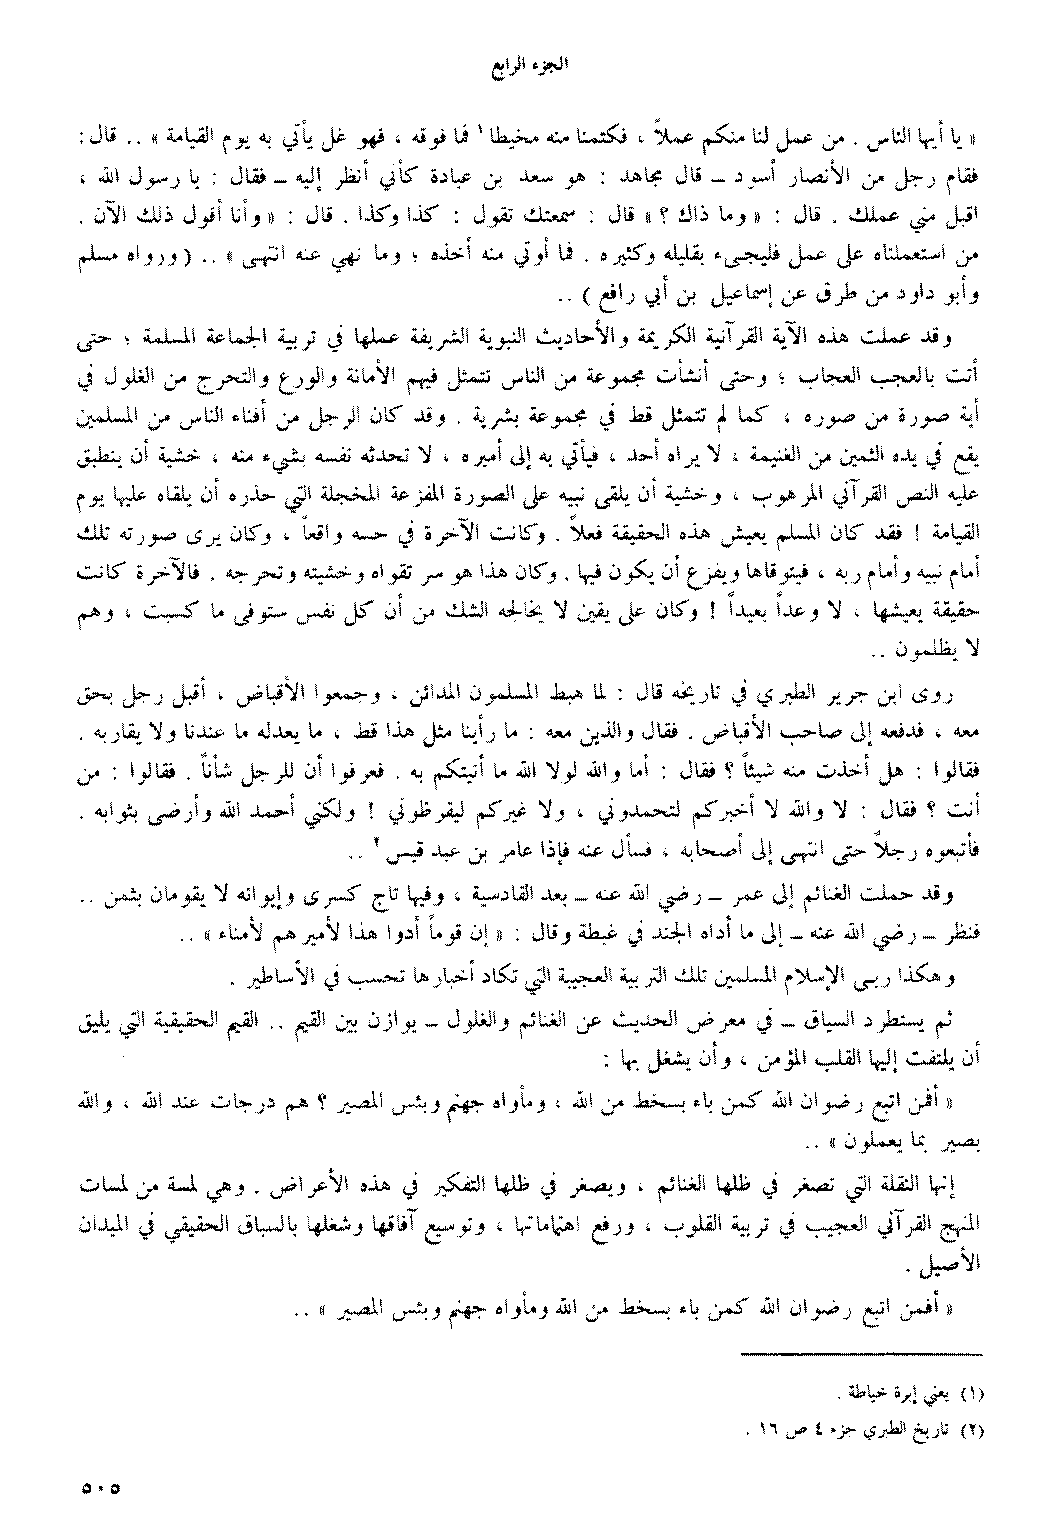 الجزء الرابع
« يا أيها الناس . من عمل لنا منكم عملاً ، فكتمنا منه مخيطا١ فما فوقه ، فهو غل يأتي به يوم القيامة » .. قال :
فقام رجل من الأنصار أسود – قال مجاهد : هو سعد بن عبادة كأني أنظر إليه – فقال : يا رسول الله ،
اقبل مني عملك . قال : « وما ذاك ؟ » قال : سمعتك تقول : كذا وكذا . قال : « وأنا أقول ذلك الآن .
من استعملناه على عمل فليجىء بقليله وكثيره . فما أوتي منه أخذه ؛ وما نهي عنه انتهى » .. ( ورواه مسلم
وأبو داود من طرق عن إسماعيل بن أبي رافع ) ..
وقد عملت هذه الآية القرآنية الكريمة والأحاديث النبوية الشريفة عملها في تربية الجماعة المسلمة ؛ حتى
أتت بالعجب العجاب ؛ وحتى أنشأت مجموعة من الناس تتمثل فيهم الأمانة والورع والتحرج من الغلول في
أية صورة من صوره ، كما لم تتمثل قط في مجموعة بشرية . وقد كان الرجل من أفناء الناس من المسلمين
يقع في يده الثمين من الغنيمة ، لا يراه أحد ، فيأتي به إلى أميره ، لا تحدثه نفسه بشيء منه ، خشية أن ينطبق
عليه النص القرآني المرهوب ، وخشية أن يلقى نبيه على الصورة المفزعة المخجلة التي حذره أن يلقاه عليها يوم
القيامة ! فقد كان المسلم يعيش هذه الحقيقة فعلاً . وكانت الآخرة في حسه واقعاً ، وكان يرى صورته تلك
أمام نبيه وأمام ربه ، فيتوقاها ويفزع أن يكون فيها . وكان هذا هو سر تقواه وخشيته وتحرجه . فالآخرة كانت
حقيقة يعيشها ، لا وعداً بعيداً ! وكان على يقين لا يخالجه الشك من أن كل نفس ستوفى ما كسبت ، وهم
لا يظلمون ..
روى ابن جرير الطبري في تاريخه قال : لما هبط المسلمون المدائن ، وجمعوا الأقباض ، أقبل رجل بحق
معه ، فدفعه إلى صاحب الأقباض . فقال والذين معه : ما رأينا مثل هذا قط ، ما يعدله ما عندنا ولا يقاربه .
فقالوا : هل أخذت منه شيئاً ؟ فقال : أما والله لولا الله ما أتيتكم به . فعرفوا أن للرجل شأناً . فقالوا : من
أنت ؟ فقال : لا والله لا أخبركم لتحمدوني ، ولا غيركم ليقرظوني ! ولكني أحمد الله وأرضى بثوابه .
فأتبعوه رجلاً حتى انتهى إلى أصحابه ، فسأل عنه فإذا عامر بن عبد قيس٢ ..
وقد حملت الغنائم إلى عمر – رضي الله عنه – بعد القادسية ، وفيها تاج كسرى وإيوانه لا يقومان بثمن ..
فنظر – رضي الله عنه – إلى ما أداه الجند في غبطة وقال : « إن قوماً أدوا هذا لأميرهم لأمناء » ..
وهكذا ربى الإسلام المسلمين تلك التربية العجيبة التي تكاد أخبارها تحسب في الأساطير .
ثم يستطرد السياق – في معرض الحديث عن الغنائم والغلول – يوازن بين القيم .. القيم الحقيقية التي يليق
أن يلتفت إليها القلب المؤمن ، وأن يشغل بها :
« أفمن اتبع رضوان الله كمن باء بسخط من الله ، ومأواه جهنم وبئس المصير ؟ هم درجات عند الله ، والله
بصير بما يعملون » ..
إنها النقلة التي تصغر في ظلها الغنائم ، ويصغر في ظلها التفكير في هذه الأعراض . وهي لمسة من لمسات
المنهج القرآني العجيب في تربية القلوب ، ورفع اهتماماتها ، وتوسيع آفاقها وشغلها بالسباق الحقيقي في الميدان
الأصيل .
« أفمن اتبع رضوان الله كمن باء بسخط من الله ومأواه جهنم وبئس المصير » ..
(١) يعني إبرة خياطة .
(٢) تاريخ الطبري جزء ٤ ص ١٦ .
٥٠٥